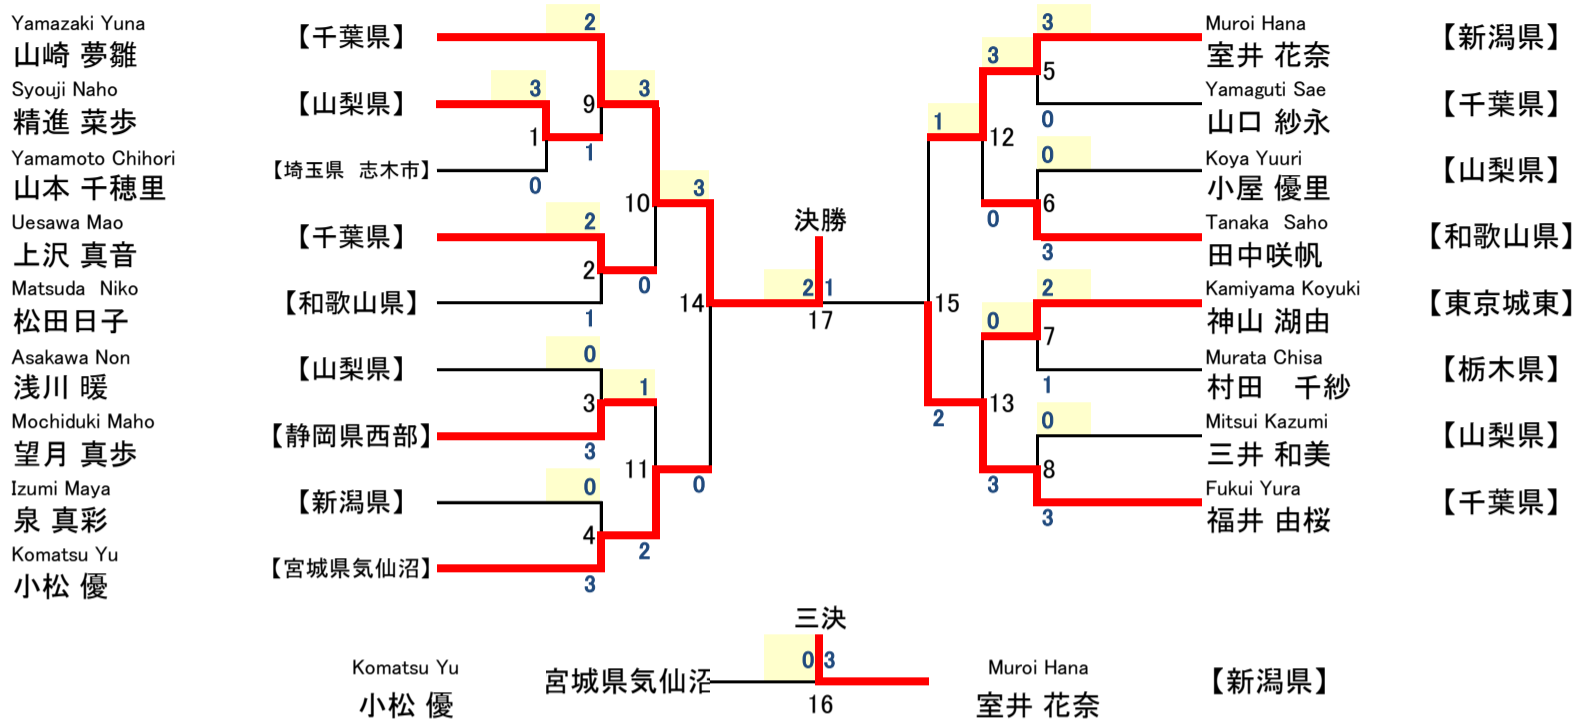 Yamazaki Yuna
山崎 夢雛
【千葉県】
2
Syouji Naho
精進 菜歩
【山梨県】
3
9
3
1
1
Yamamoto Chihori
山本 千穂里
【埼玉県 志木市】
0
10
3
Uesawa Mao
上沢 真音
【千葉県】
2
2
0
Matsuda Niko
松田日子
【和歌山県】
1
14
Asakawa Non
浅川 暖
【山梨県】
0
3
1
Mochiduki Maho
望月 真歩
【静岡県西部】
3
11
0
Izumi Maya
泉 真彩
【新潟県】
0
4
2
Komatsu Yu
小松 優
【宮城県気仙沼】
3
決勝
2 1
17
3
Muroi Hana
室井 花奈
【新潟県】
3
5
Yamaguti Sae
山口 紗永
【千葉県】
0
1
12
Koya Yuuri
小屋 優里
【山梨県】
0
6
0
Tanaka Saho
田中咲帆
【和歌山県】
3
15
Kamiyama Koyuki
神山 湖由
【東京城東】
2
0
7
Murata Chisa
村田 千紗
【栃木県】
1
13
2
Mitsui Kazumi
三井 和美
【山梨県】
0
8
3
Fukui Yura
福井 由桜
【千葉県】
3
三決
Komatsu Yu
小松 優
宮城県気仙沼
0 3
16
Muroi Hana
室井 花奈
【新潟県】